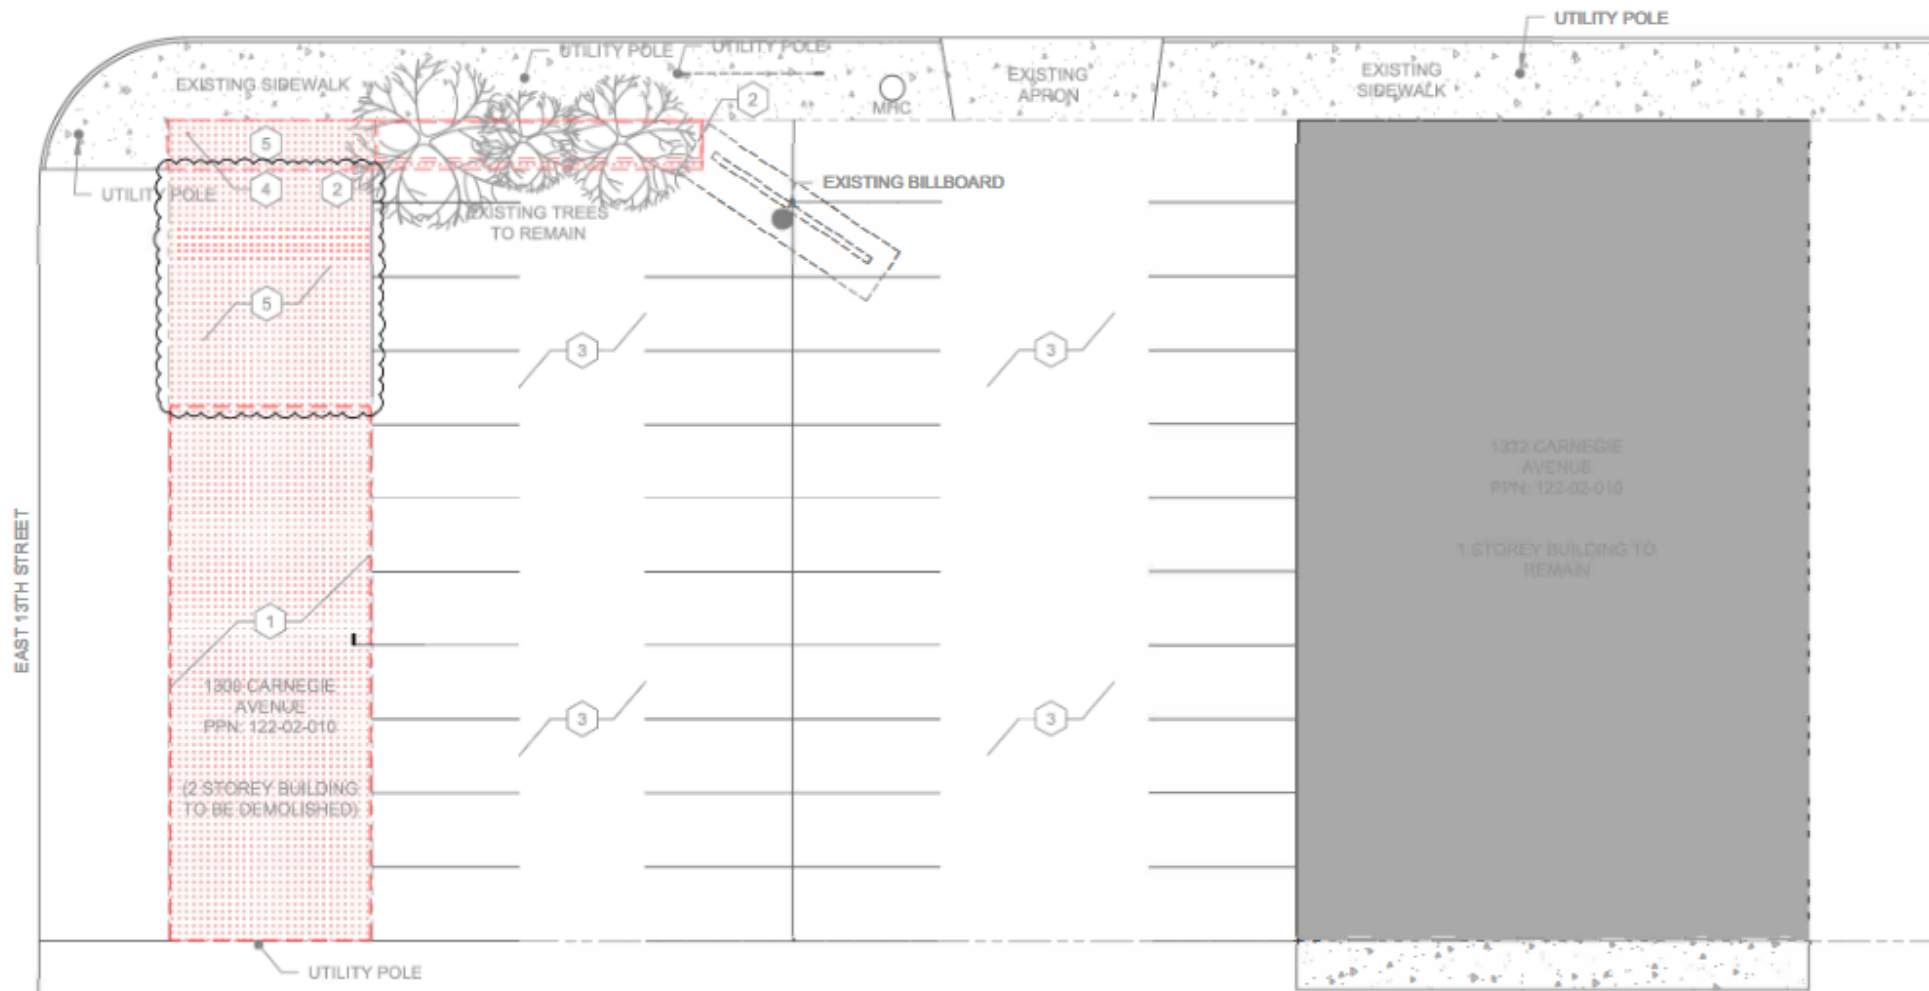 UTILITY POLE
UTILITY POLE
UTILITY POLE
EXISTING SIDEWALK
EXISTING
APRON
EXISTING
SIDEWALK
2
MHC
5
4
2
UTILITY POLE
EXISTING BILLBOARD
EXISTING TREES
TO REMAIN
5
3
3
1332 CARNEGIE
AVENUE
PPN: 122-02-010
1 STOREY BUILDING TO
REMAIN
EAST 13TH STREET
1
1300 CARNEGIE
AVENUE
PPN: 122-02-010
3
3
(2 STOREY BUILDING
TO BE DEMOLISHED)
UTILITY POLE